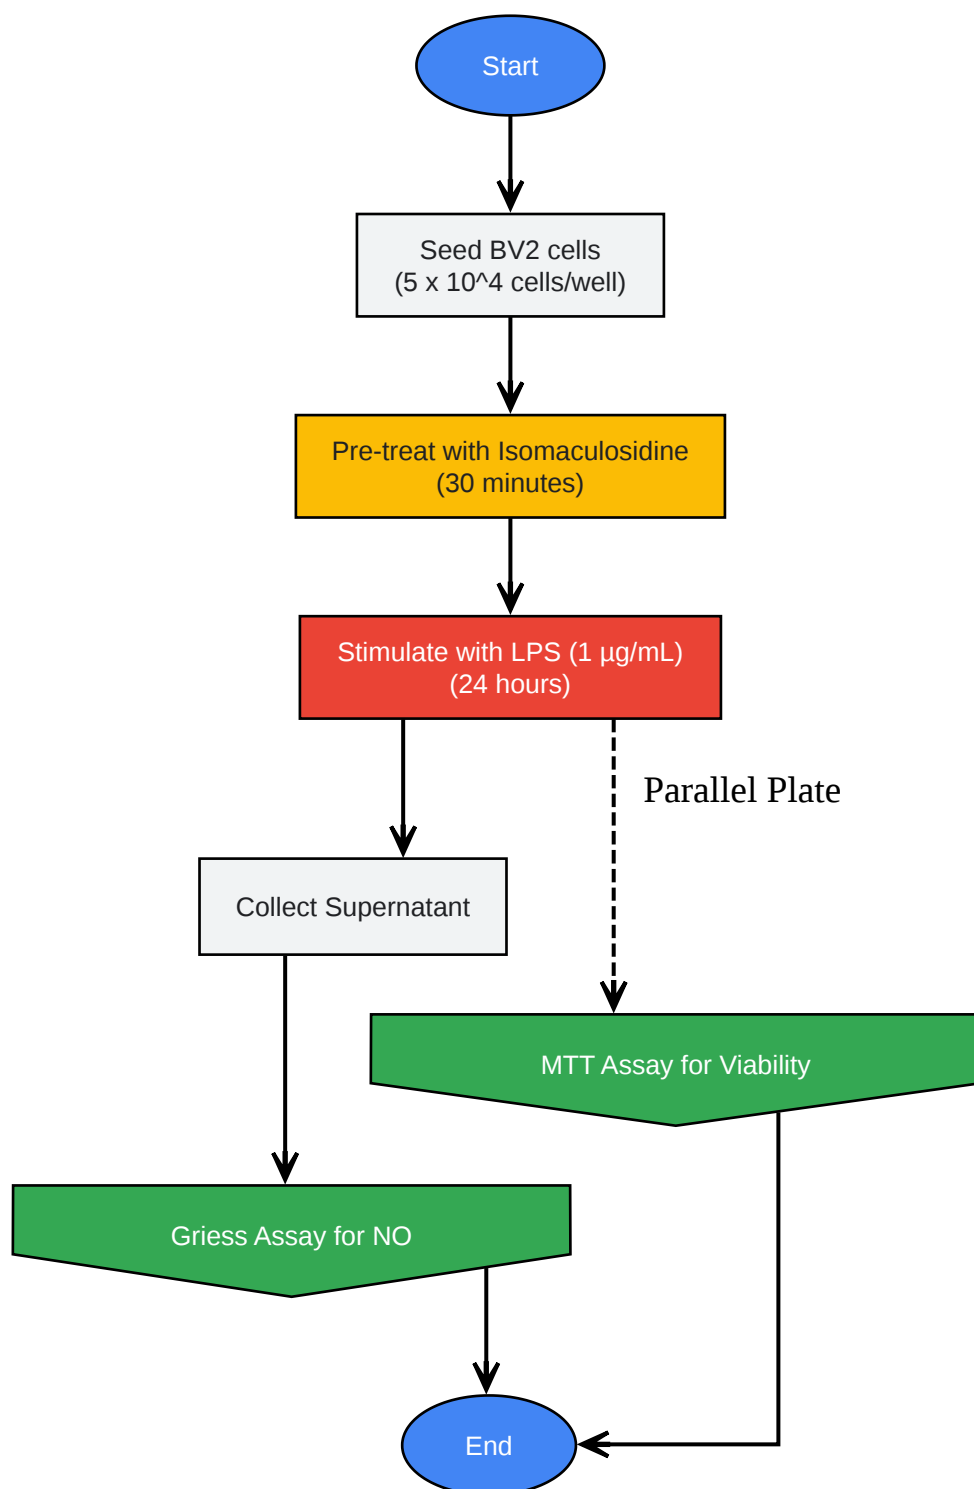 Start
Seed BV2 cells
(5 x 10^4 cells/well)
Pre-treat with Isomaculosidine
(30 minutes)
Stimulate with LPS (1 µg/mL)
(24 hours)
Parallel Plate
Collect Supernatant
MTT Assay for Viability
Griess Assay for NO
End